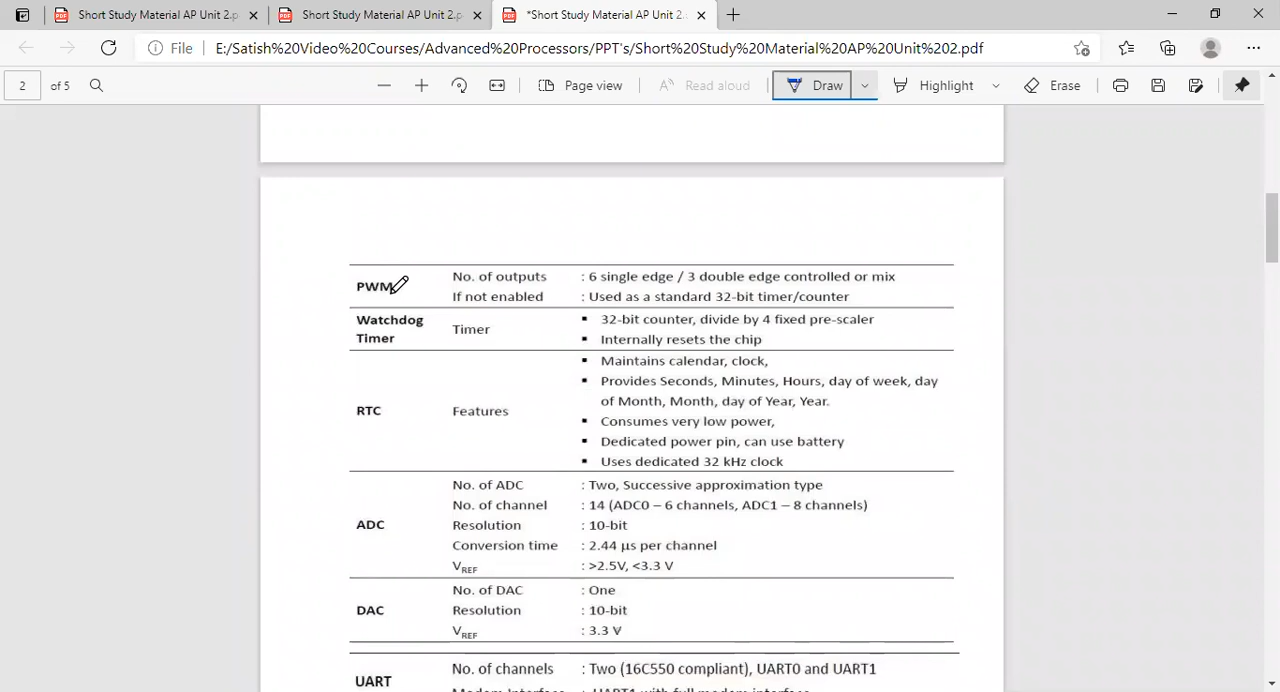 Short Study Material AP Unit 2.p
Short Study Material AP Unit 2.p
*Short Study Material AP Unit 2.
File
E:/Satish%20Video%20Courses/Advanced%20Processors/PPT's/Short%20Study%20Material%20AP%20Unit%202.pdf
2 of 5
Page view
Read aloud
Draw
Highlight
Erase
PWM
No. of outputs : 6 single edge / 3 double edge controlled or mix
If not enabled : Used as a standard 32-bit timer/counter
Watchdog Timer
Timer
▪ 32-bit counter, divide by 4 fixed pre-scaler
▪ Internally resets the chip
RTC
Features
▪ Maintains calendar, clock,
▪ Provides Seconds, Minutes, Hours, day of week, day
of Month, Month, day of Year, Year.
▪ Consumes very low power,
▪ Dedicated power pin, can use battery
▪ Uses dedicated 32 kHz clock
ADC
No. of ADC : Two, Successive approximation type
No. of channel : 14 (ADC0 – 6 channels, ADC1 – 8 channels)
Resolution : 10-bit
Conversion time : 2.44 µs per channel
VREF : >2.5V, <3.3 V
DAC
No. of DAC : One
Resolution : 10-bit
VREF : 3.3 V
UART
No. of channels : Two (16C550 compliant), UART0 and UART1
Modem Interface : UART1 with full modem interface